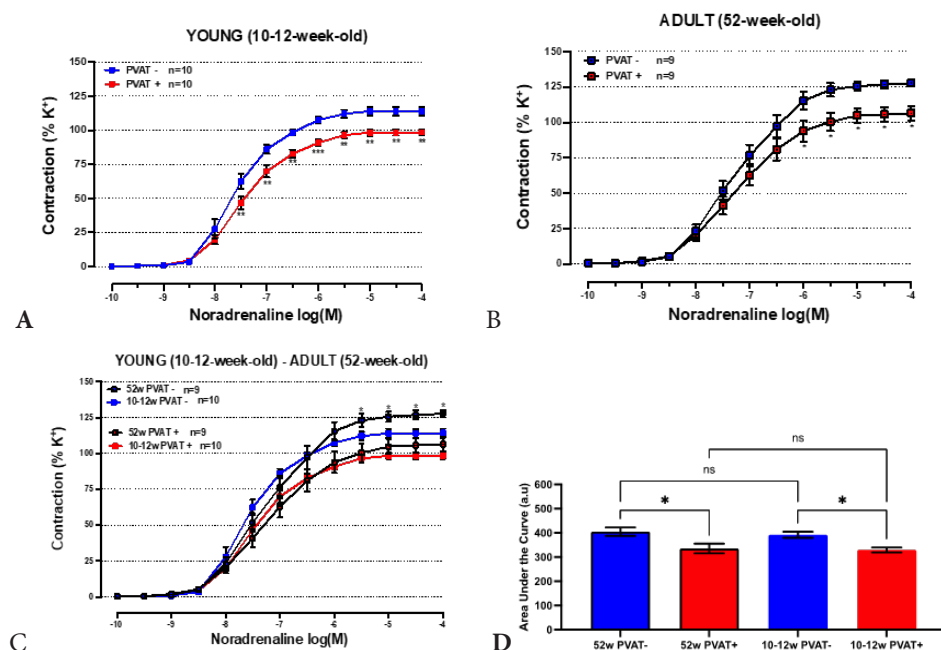 YOUNG (10-12-week-old)
PVAT - n=10
PVAT + n=10
Contraction (% K+)
150
125
100
75
50
25
0
** ** ** *** ** ** ** **
-10 -9 -8 -7 -6 -5 -4
Noradrenaline log(M)
A
ADULT (52-week-old)
PVAT - n=9
PVAT + n=9
Contraction (% K+)
150
125
100
75
50
25
0
* * * * *
-10 -9 -8 -7 -6 -5 -4
Noradrenaline log(M)
B
YOUNG (10-12-week-old) - ADULT (52-week-old)
52w PVAT - n=9
10-12w PVAT - n=10
52w PVAT + n=9
10-12w PVAT + n=10
Contraction (% K+)
150
125
100
75
50
25
0
* * * *
-10 -9 -8 -7 -6 -5 -4
Noradrenaline log(M)
C
ns
ns
* *
Area Under the Curve (a.u)
600
500
400
300
200
100
0
52w PVAT- 52w PVAT+ 10-12w PVAT- 10-12w PVAT+
D